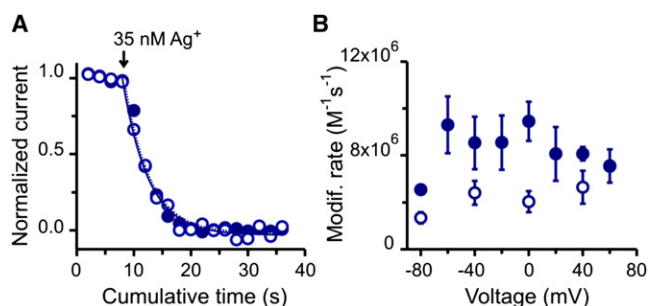 A
35 nM Ag+
Normalized current
1.0
0.5
0.0
0 10 20 30 40
Cumulative time (s)
B
Modif. rate (M-1s-1)
12x10^6
8x10^6
4
0
-80 -40 0 40 80
Voltage (mV)